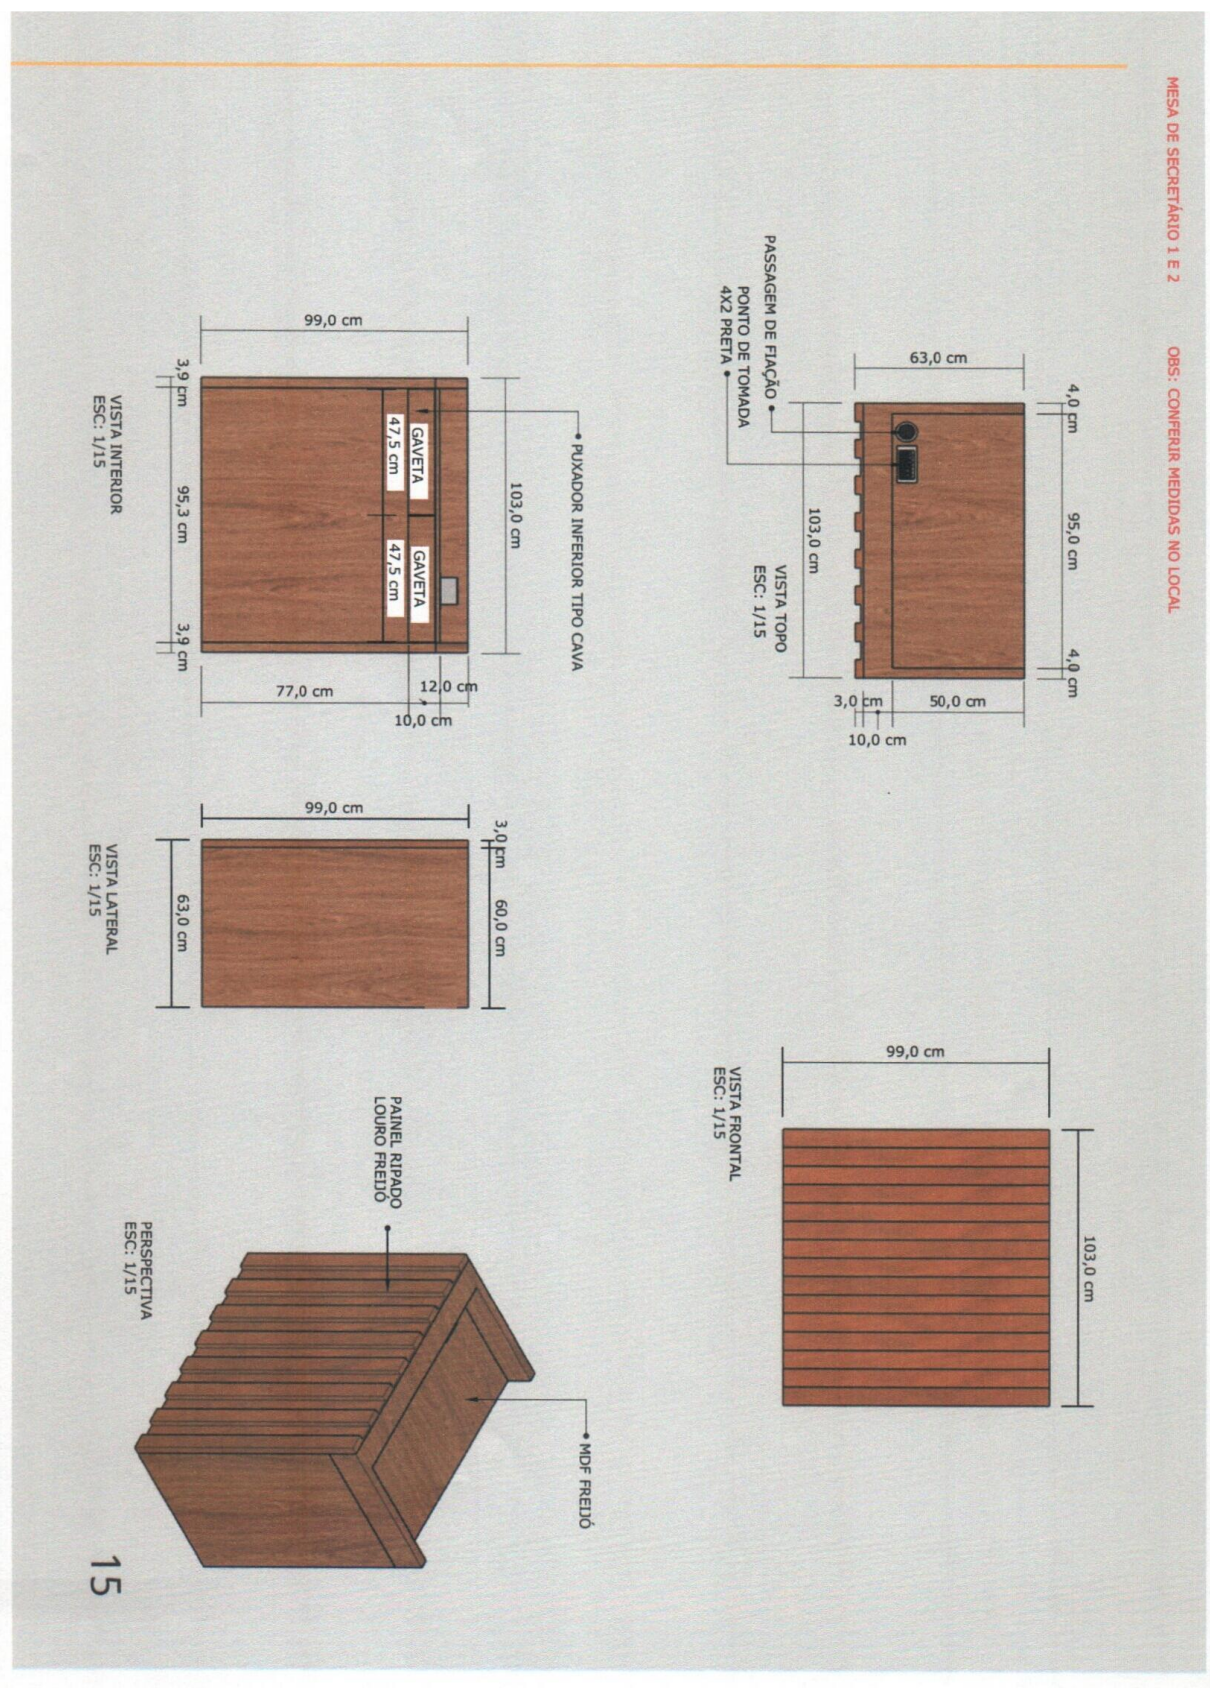 MESA DE SECRETÁRIO 1 E 2
OBS: CONFERIR MEDIDAS NO LOCAL
63,0 cm
4,0 cm
95,0 cm
4,0 cm
PASSAGEM DE FIAÇÃO
PONTO DE TOMADA
4X2 PRETA
103,0 cm
3,0 cm
50,0 cm
10,0 cm
VISTA TOPO
ESC: 1/15
99,0 cm
103,0 cm
VISTA FRONTAL
ESC: 1/15
PUXADOR INFERIOR TIPO CAVA
99,0 cm
103,0 cm
GAVETA
GAVETA
47,5 cm
47,5 cm
3,9 cm
95,3 cm
3,9 cm
77,0 cm
12,0 cm
10,0 cm
VISTA INTERIOR
ESC: 1/15
99,0 cm
3,0 cm
60,0 cm
63,0 cm
VISTA LATERAL
ESC: 1/15
MDF FREIJÓ
PAINEL RIPADO
LOURO FREIJÓ
PERSPECTIVA
ESC: 1/15
15